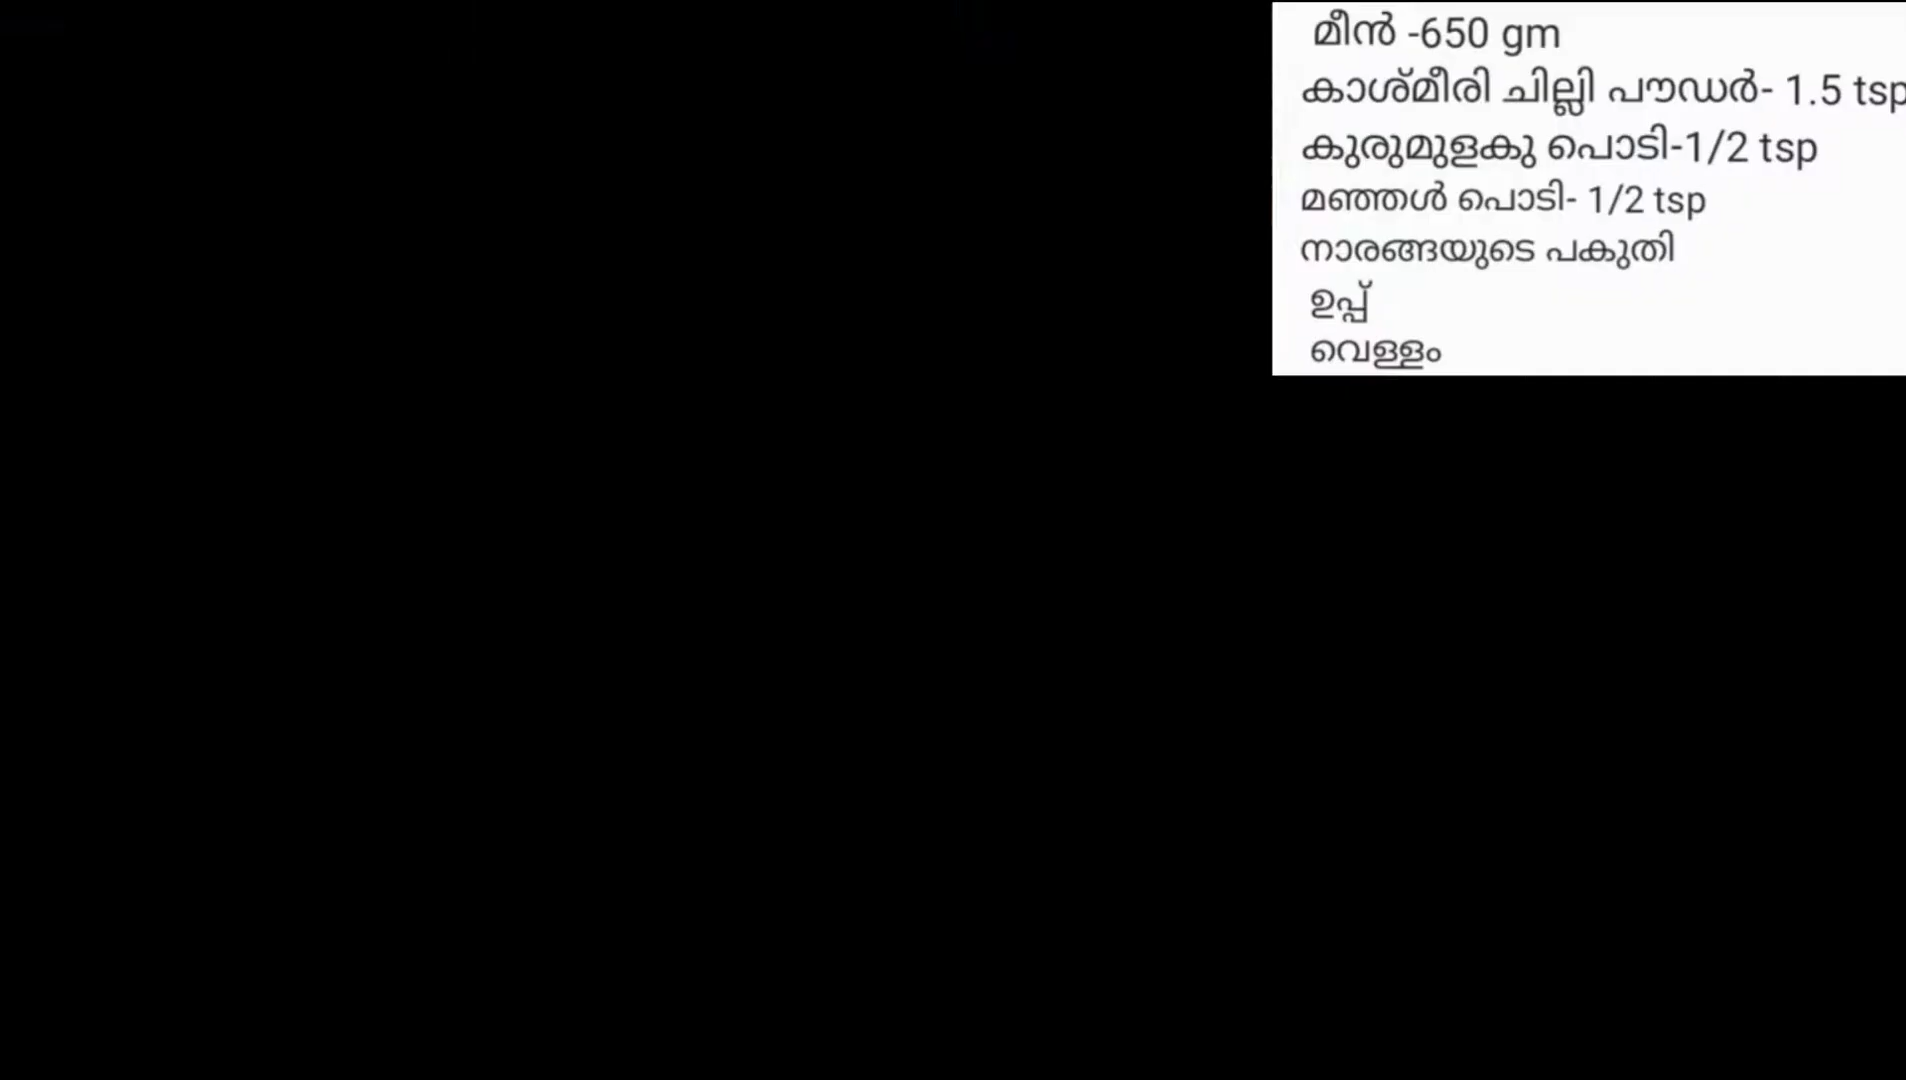 മീൻ -650 gm
കാശ്മീരി ചില്ലി പൗഡർ- 1.5 tsp
കുരുമുളകു പൊടി-1/2 tsp
മഞ്ഞൾ പൊടി- 1/2 tsp
നാരങ്ങയുടെ പകുതി
ഉപ്പ്
വെള്ളം